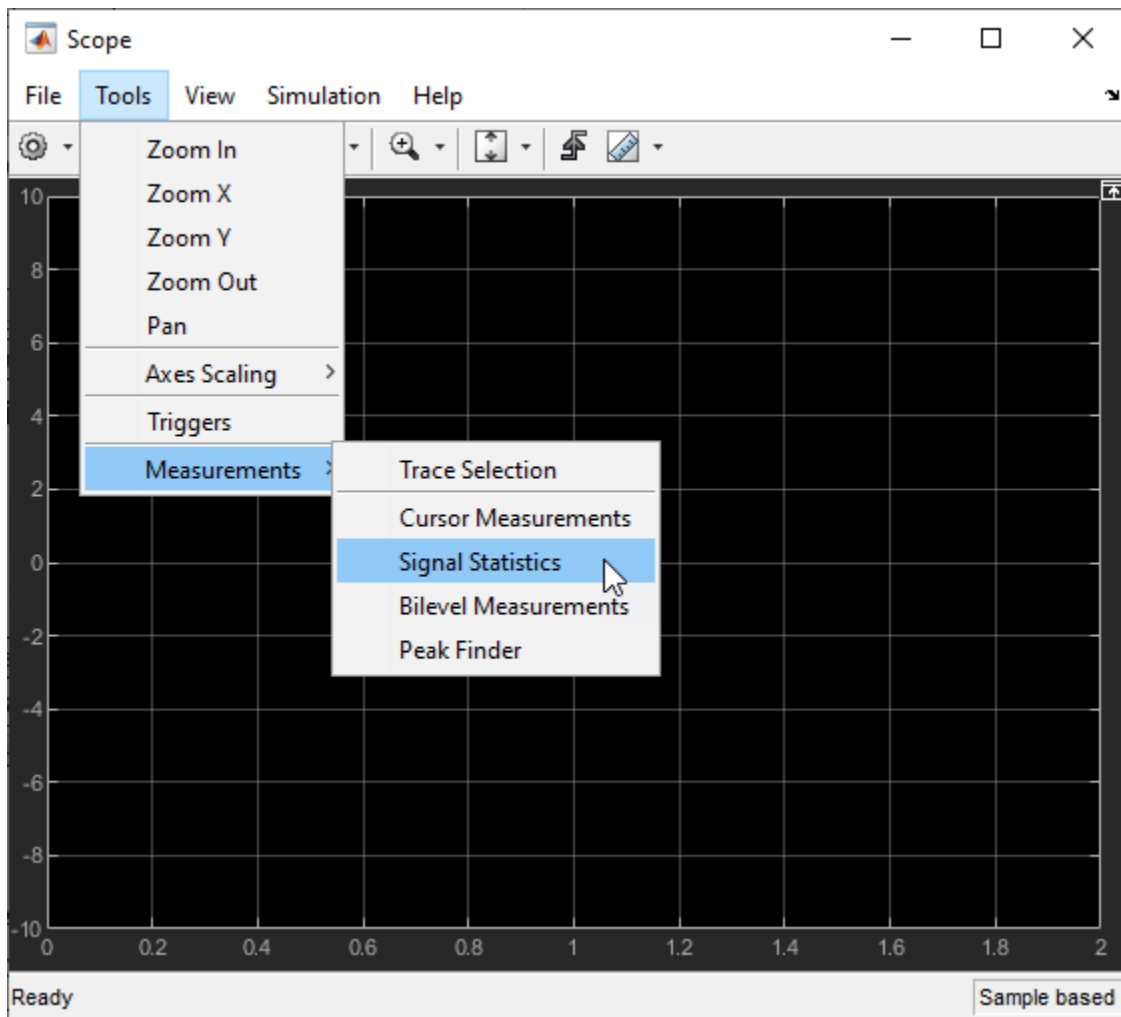 Scope
File Tools View Simulation Help
Zoom In
Zoom X
Zoom Y
Zoom Out
Pan
Axes Scaling
Triggers
Measurements
Trace Selection
Cursor Measurements
Signal Statistics
Bilevel Measurements
Peak Finder
10
8
6
4
2
0
-2
-4
-6
-8
-10
0 0.2 0.4 0.6 0.8 1 1.2 1.4 1.6 1.8 2
Ready Sample based